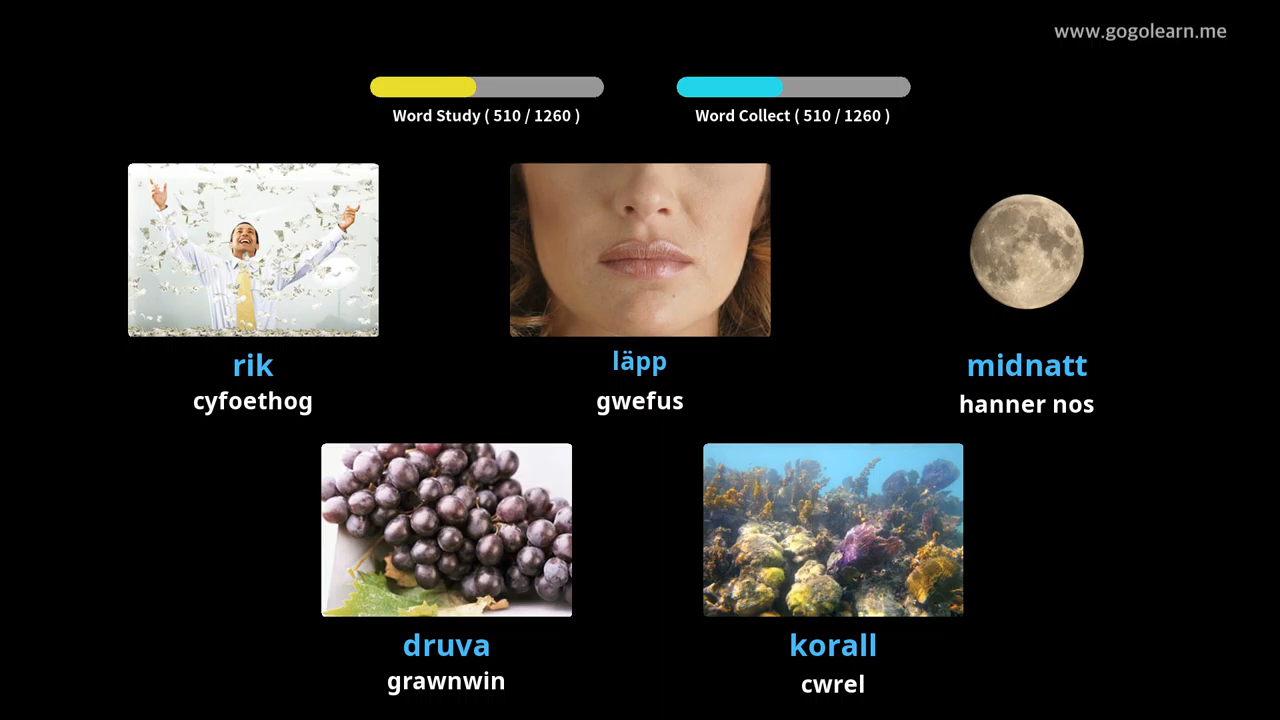 www.gogolearn.me
Word Study ( 510 / 1260 )
Word Collect ( 510 / 1260 )
rik
cyfoethog
läpp
gwefus
midnatt
hanner nos
druva
grawnwin
korall
cwrel